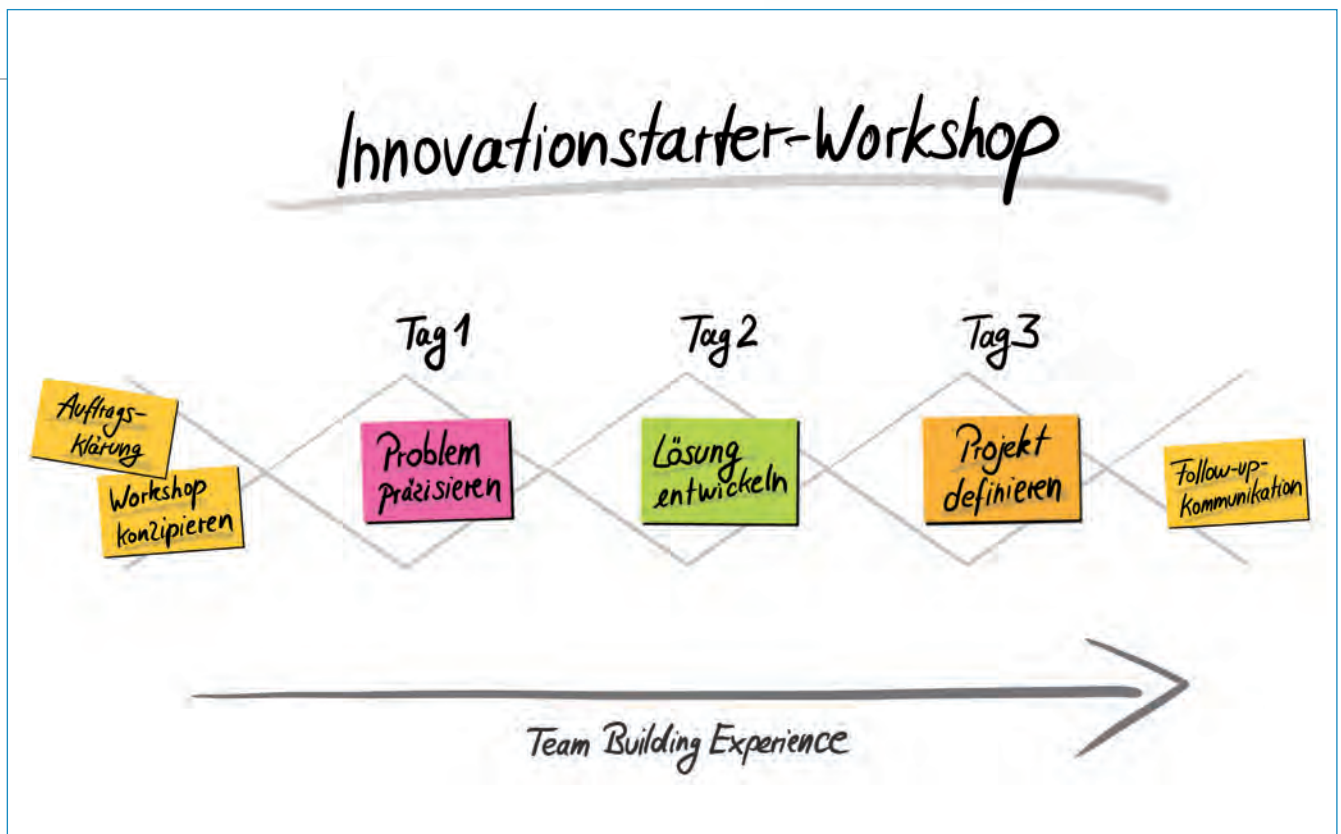 Innovationstarter-Workshop
Tag 1
Tag 2
Tag 3
Auftrags-
klärung
Workshop
konzipieren
Problem
präzisieren
Lösung
entwickeln
Projekt
definieren
Follow-up-
Kommunikation
Team Building Experience